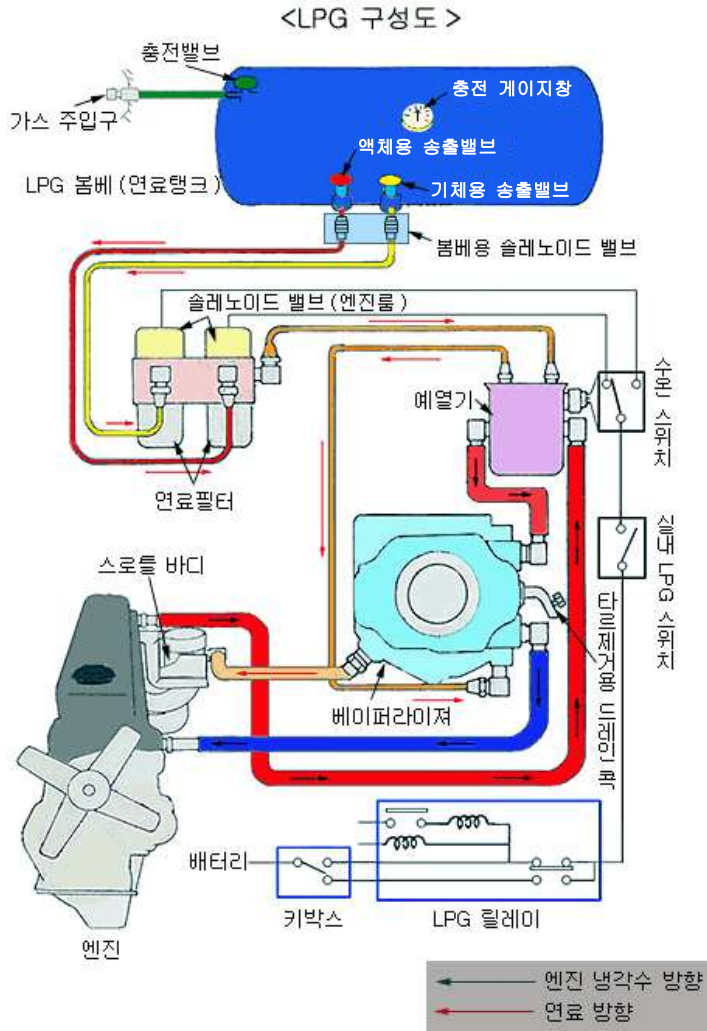 <LPG 구성도 >
충전밸브
충전 게이지창
가스 주입구
액체용 송출밸브
LPG 봄베 (연료탱크)
기체용 송출밸브
봄베용 솔레노이드 밸브
솔레노이드 밸브 (엔진룸)
예열기
수온 스위치
연료필터
실내 LPG 스위치
스로틀 바디
타르제거용 드레인 콕
베이퍼라이져
배터리
키박스
LPG 릴레이
엔진
엔진 냉각수 방향
연료 방향